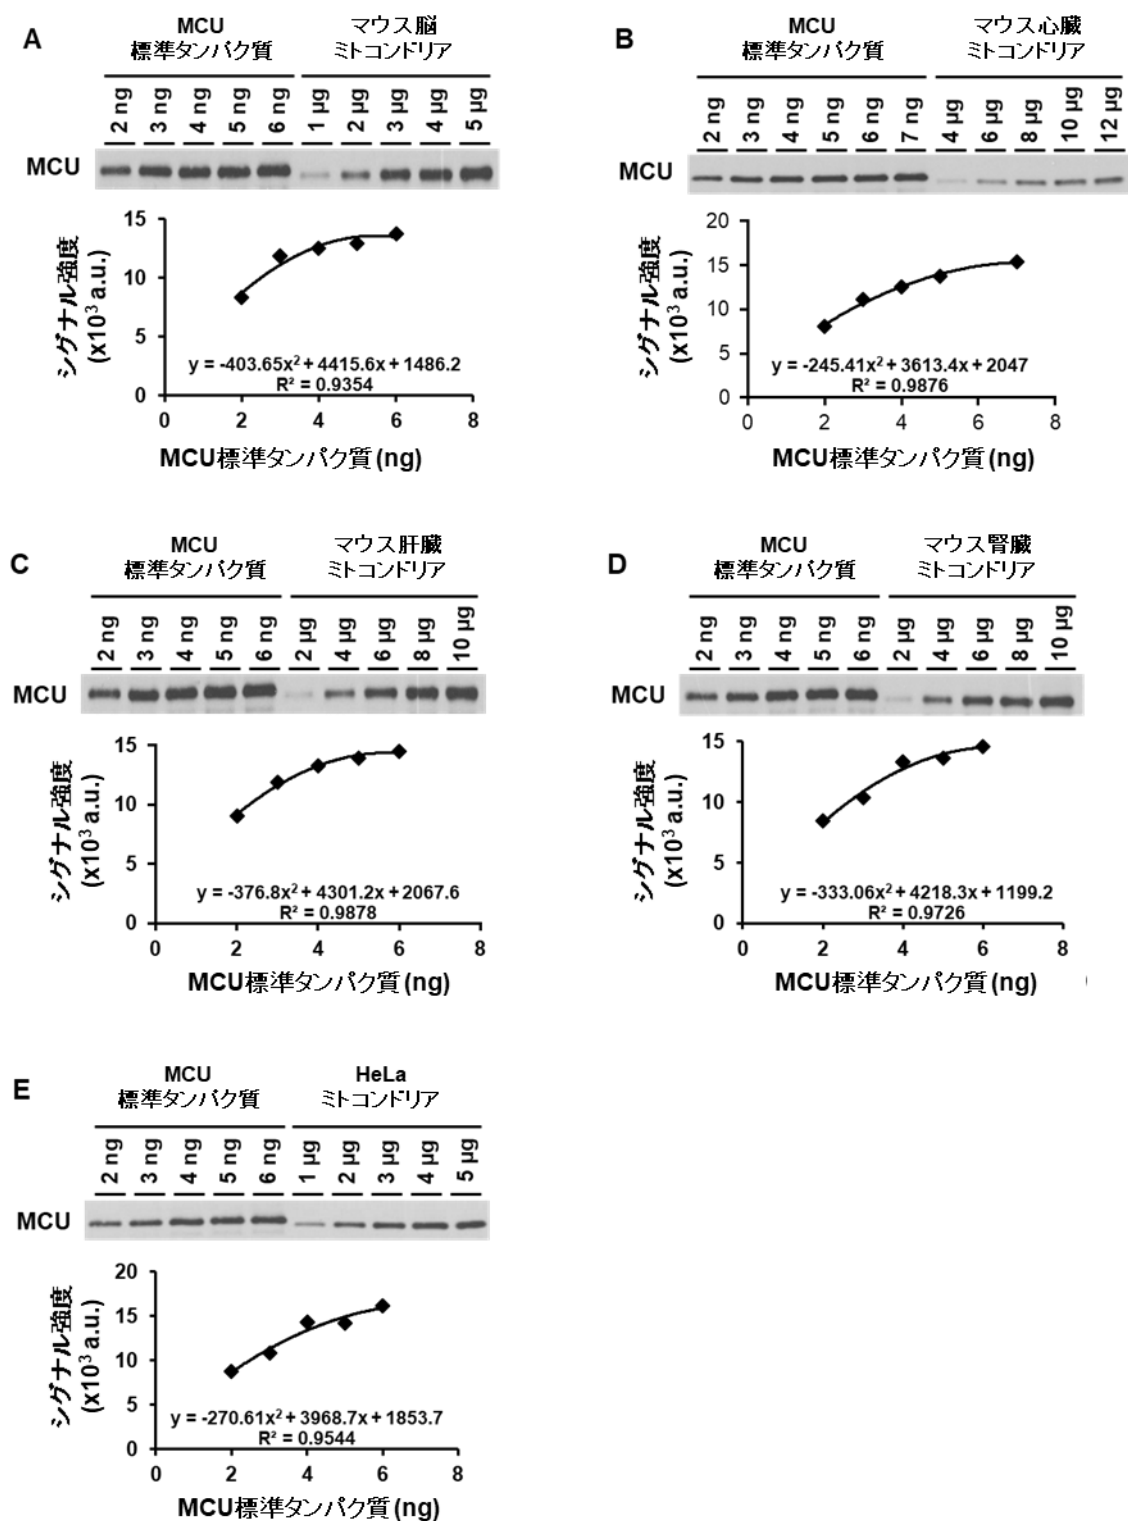 A
MCU
標準タンパク質
マウス脳
ミトコンドリア
2 ng 3 ng 4 ng 5 ng 6 ng 1 µg 2 µg 3 µg 4 µg 5 µg
MCU
シグナル強度
(x10³ a.u.)
15
10
5
0
y = -403.65x² + 4415.6x + 1486.2
R² = 0.9354
0 2 4 6 8
MCU標準タンパク質 (ng)
B
MCU
標準タンパク質
マウス心臓
ミトコンドリア
2 ng 3 ng 4 ng 5 ng 6 ng 7 ng 4 µg 6 µg 8 µg 10 µg 12 µg
MCU
シグナル強度
(x10³ a.u.)
20
15
10
5
0
y = -245.41x² + 3613.4x + 2047
R² = 0.9876
0 2 4 6 8
MCU標準タンパク質 (ng)
C
MCU
標準タンパク質
マウス肝臓
ミトコンドリア
2 ng 3 ng 4 ng 5 ng 6 ng 2 µg 4 µg 6 µg 8 µg 10 µg
MCU
シグナル強度
(x10³ a.u.)
15
10
5
0
y = -376.8x² + 4301.2x + 2067.6
R² = 0.9878
0 2 4 6 8
MCU標準タンパク質 (ng)
D
MCU
標準タンパク質
マウス腎臓
ミトコンドリア
2 ng 3 ng 4 ng 5 ng 6 ng 2 µg 4 µg 6 µg 8 µg 10 µg
MCU
シグナル強度
(x10³ a.u.)
15
10
5
0
y = -333.06x² + 4218.3x + 1199.2
R² = 0.9726
0 2 4 6 8
MCU標準タンパク質 (ng)
E
MCU
標準タンパク質
HeLa
ミトコンドリア
2 ng 3 ng 4 ng 5 ng 6 ng 1 µg 2 µg 3 µg 4 µg 5 µg
MCU
シグナル強度
(x10³ a.u.)
20
15
10
5
0
y = -270.61x² + 3968.7x + 1853.7
R² = 0.9544
0 2 4 6 8
MCU標準タンパク質 (ng)